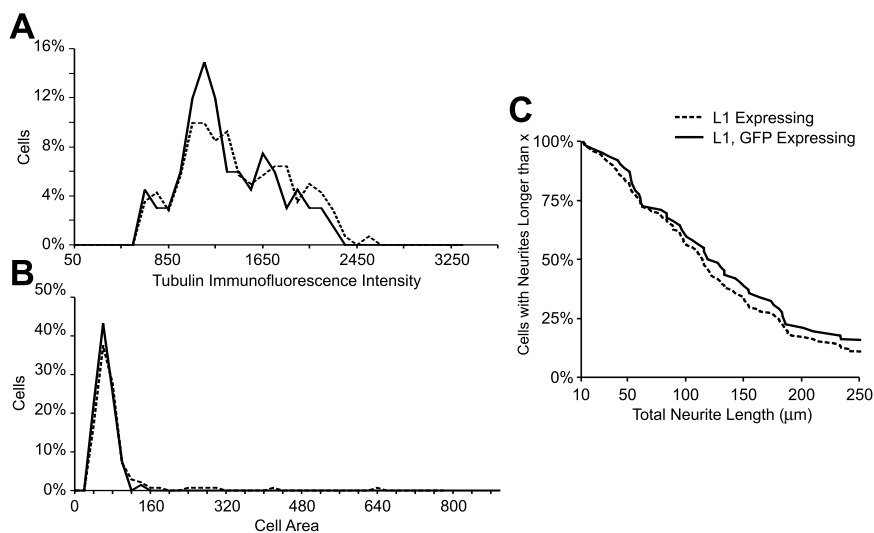 A
16%
12%
8%
4%
0%
Cells
50 850 1650 2450 3250
Tubulin Immunofluorescence Intensity
B
50%
40%
30%
20%
10%
0%
Cells
0 160 320 480 640 800
Cell Area
C
L1 Expressing
L1, GFP Expressing
100%
75%
50%
25%
0%
Cells with Neurites Longer than x
10 50 100 150 200 250
Total Neurite Length (µm)